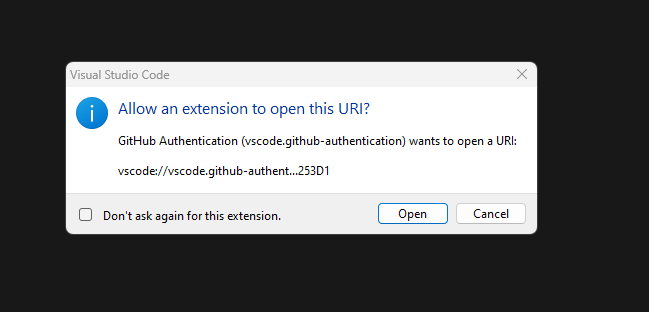 Visual Studio Code
Allow an extension to open this URI?
GitHub Authentication (vscode.github-authentication) wants to open a URI:
vscode://vscode.github-authent...253D1
Don't ask again for this extension.
Open
Cancel